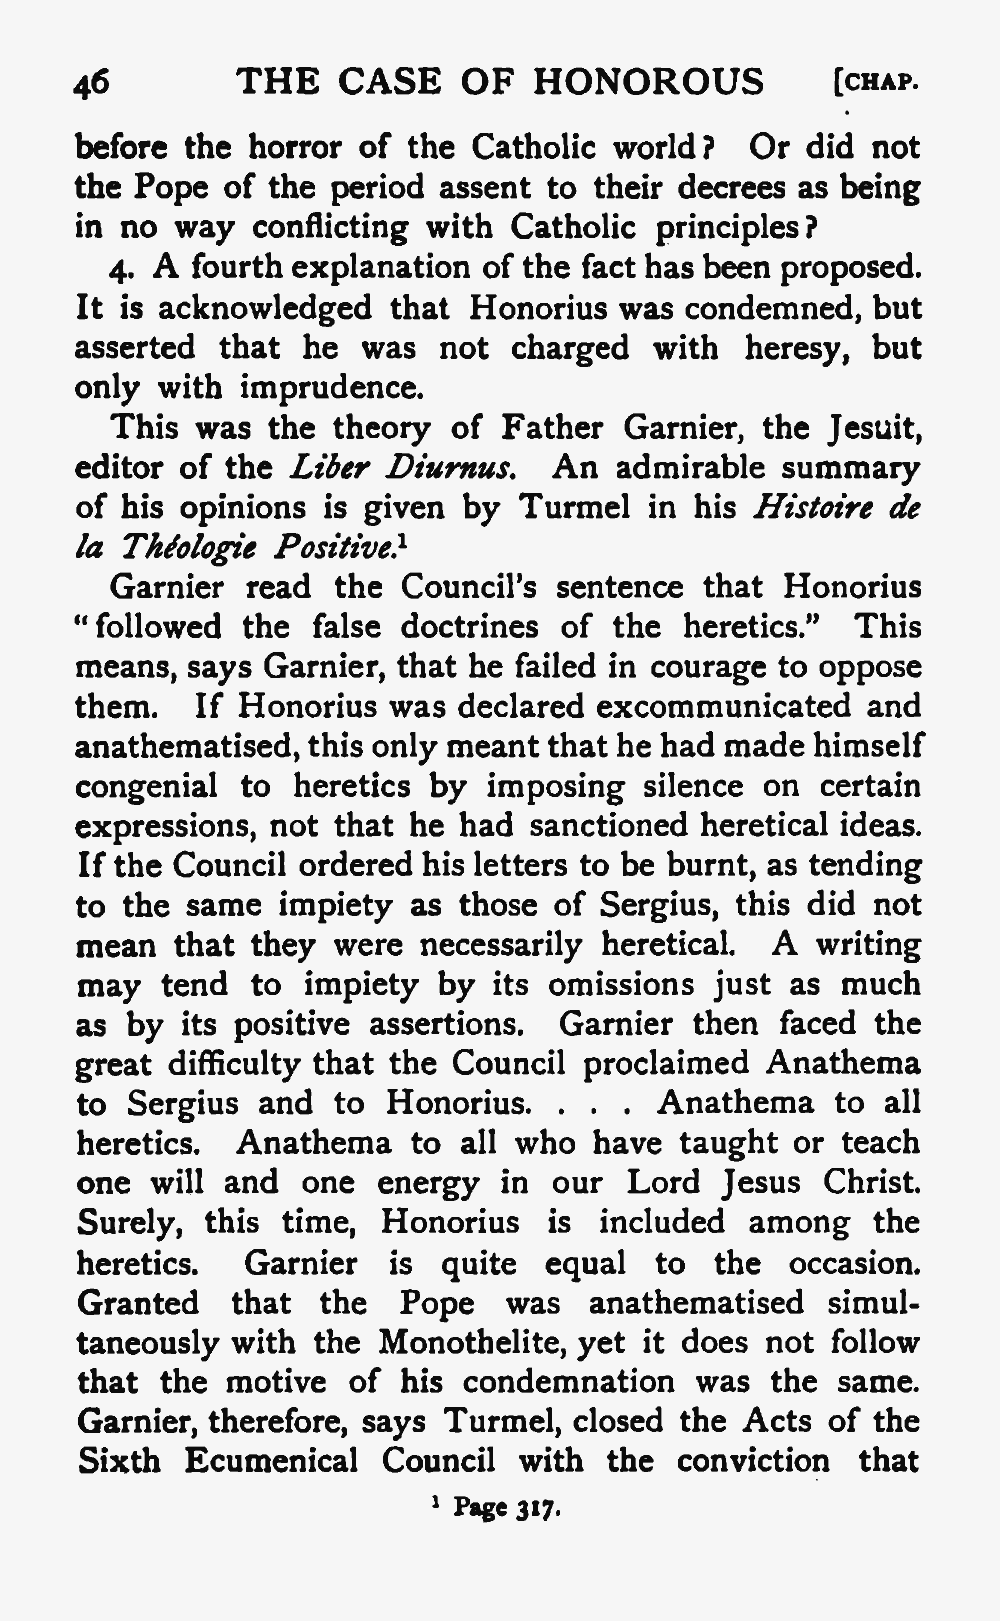 46 THE CASE OF HONOROUS [CHAP.
before the horror of the Catholic world? Or did not
the Pope of the period assent to their decrees as being
in no way conflicting with Catholic principles?
4. A fourth explanation of the fact has been proposed.
It is acknowledged that Honorius was condemned, but
asserted that he was not charged with heresy, but
only with imprudence.
This was the theory of Father Garnier, the Jesuit,
editor of the Liber Diurnus. An admirable summary
of his opinions is given by Turmel in his Histoire de
la Théologie Positive.¹
Garnier read the Council's sentence that Honorius
“followed the false doctrines of the heretics.” This
means, says Garnier, that he failed in courage to oppose
them. If Honorius was declared excommunicated and
anathematised, this only meant that he had made himself
congenial to heretics by imposing silence on certain
expressions, not that he had sanctioned heretical ideas.
If the Council ordered his letters to be burnt, as tending
to the same impiety as those of Sergius, this did not
mean that they were necessarily heretical. A writing
may tend to impiety by its omissions just as much
as by its positive assertions. Garnier then faced the
great difficulty that the Council proclaimed Anathema
to Sergius and to Honorius. . . . Anathema to all
heretics. Anathema to all who have taught or teach
one will and one energy in our Lord Jesus Christ.
Surely, this time, Honorius is included among the
heretics. Garnier is quite equal to the occasion.
Granted that the Pope was anathematised simul-
taneously with the Monothelite, yet it does not follow
that the motive of his condemnation was the same.
Garnier, therefore, says Turmel, closed the Acts of the
Sixth Ecumenical Council with the conviction that
¹ Page 317.